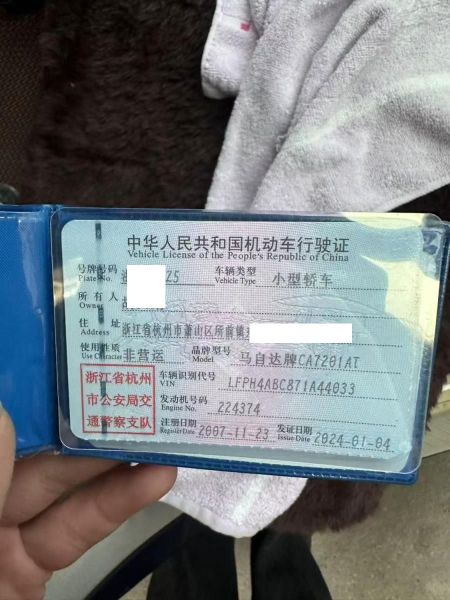 中华人民共和国机动车行驶证
Vehicle License of the People's Republic of China
号牌号码 Z5 车辆类型 小型轿车
Plate No. Vehicle Type
所有人
Owner
住址 浙江省杭州市萧山区所前镇
Address
使用性质 非营运 品牌型号 马自达牌CA7201AT
Use Character Model
浙江省杭州
市公安局交
通警察支队
车辆识别代号 LFPH4ABC871A44033
VIN
发动机号码 224374
Engine No.
注册日期 2007-11-23 发证日期 2024-01-04
Register Date Issue Date